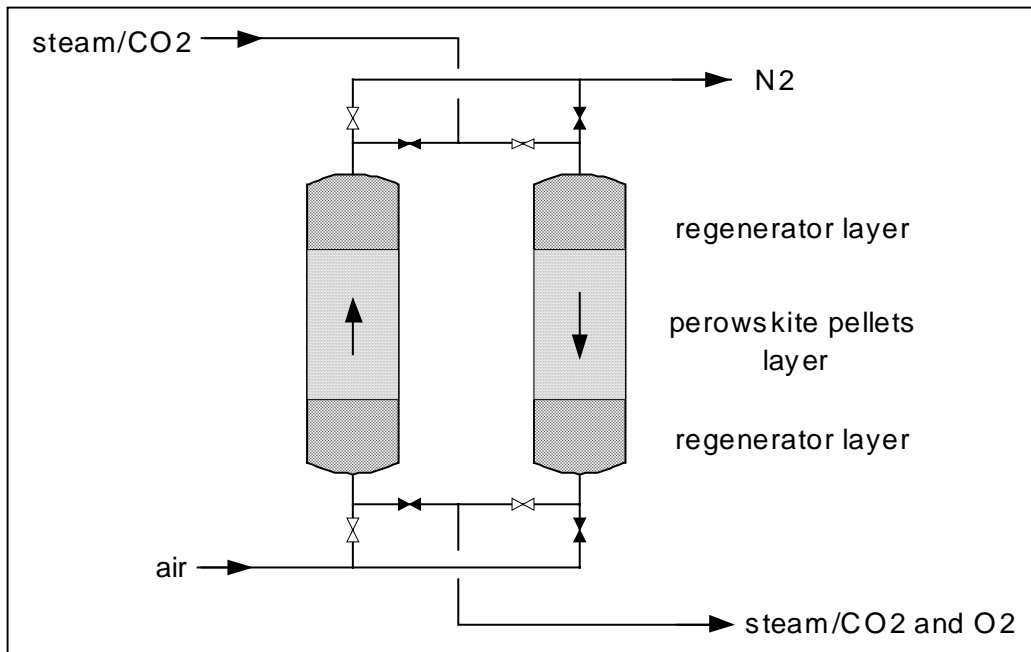 steam/CO2
N2
regenerator layer
perowskite pellets
layer
regenerator layer
air
steam/CO2 and O2